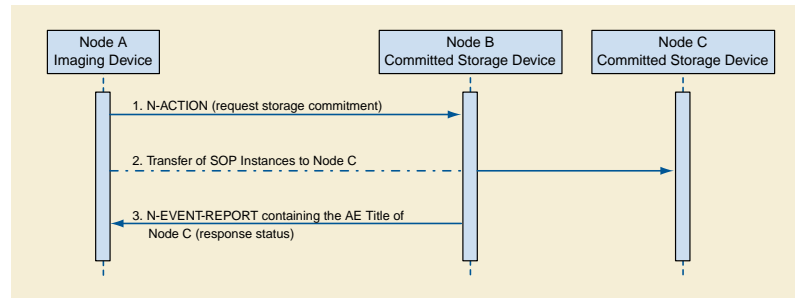 Node A
Imaging Device
Node B
Committed Storage Device
Node C
Committed Storage Device
1. N-ACTION (request storage commitment)
2. Transfer of SOP Instances to Node C
3. N-EVENT-REPORT containing the AE Title of
Node C (response status)